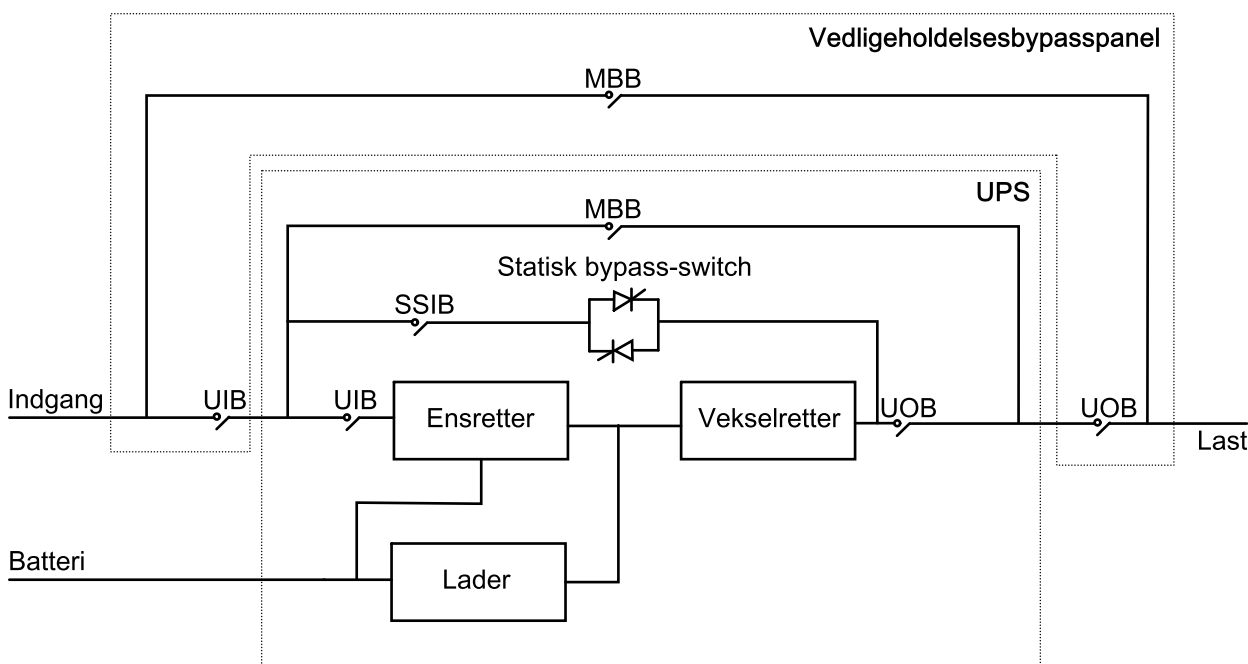 Vedligeholdelsesbypasspanel
MBB
UPS
MBB
Statisk bypass-switch
SSIB
Indgang
UIB
UIB
Ensretter
Vekselretter
UOB
UOB
Last
Batteri
Lader